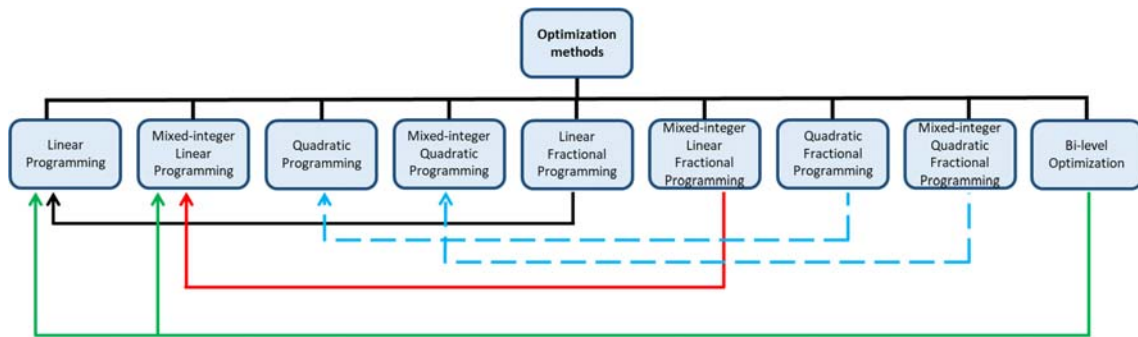 Optimization
methods
Linear
Programming
Mixed-integer
Linear
Programming
Quadratic
Programming
Mixed-integer
Quadratic
Programming
Linear
Fractional
Programming
Mixed-integer
Linear
Fractional
Programming
Quadratic
Fractional
Programming
Mixed-integer
Quadratic
Fractional
Programming
Bi-level
Optimization